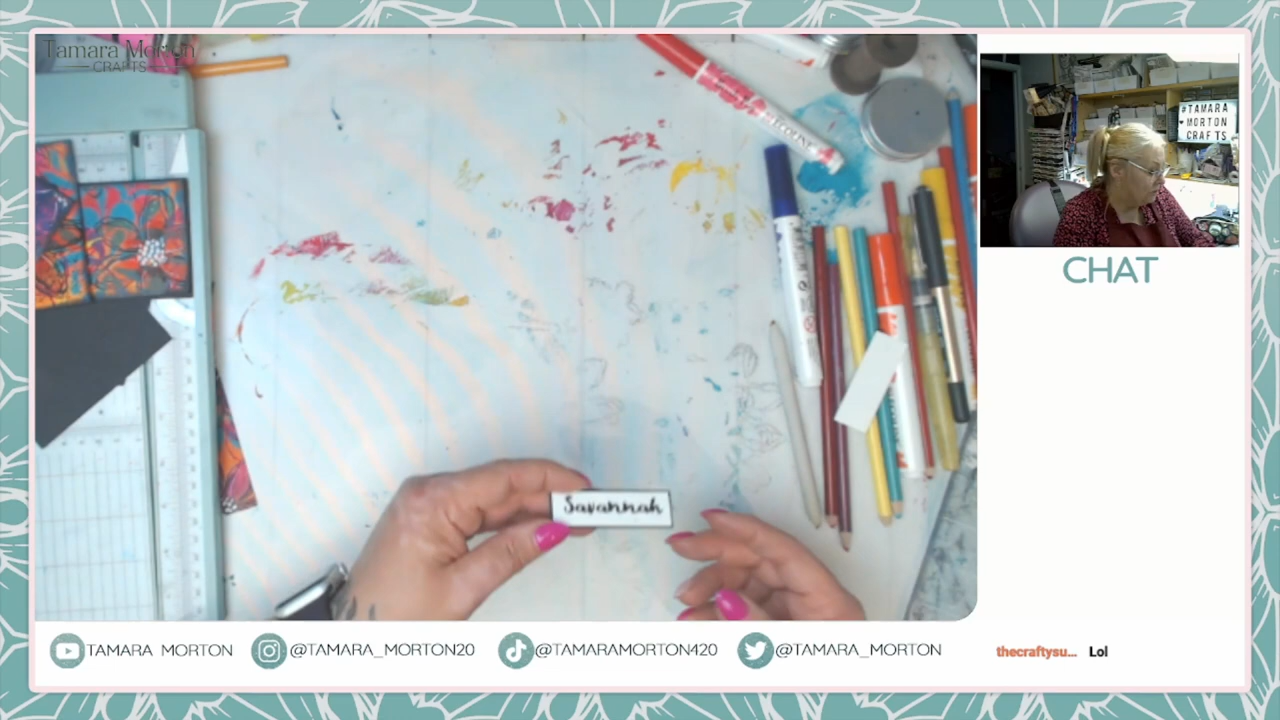 Tamara Morton
CRAFTS
#TAMARA
♥ MORTON
CRAFTS
CHAT
Savannah
TAMARA MORTON
@TAMARA_MORTON20
@TAMARAMORTON420
@TAMARA_MORTON
thecraftysu... Lol